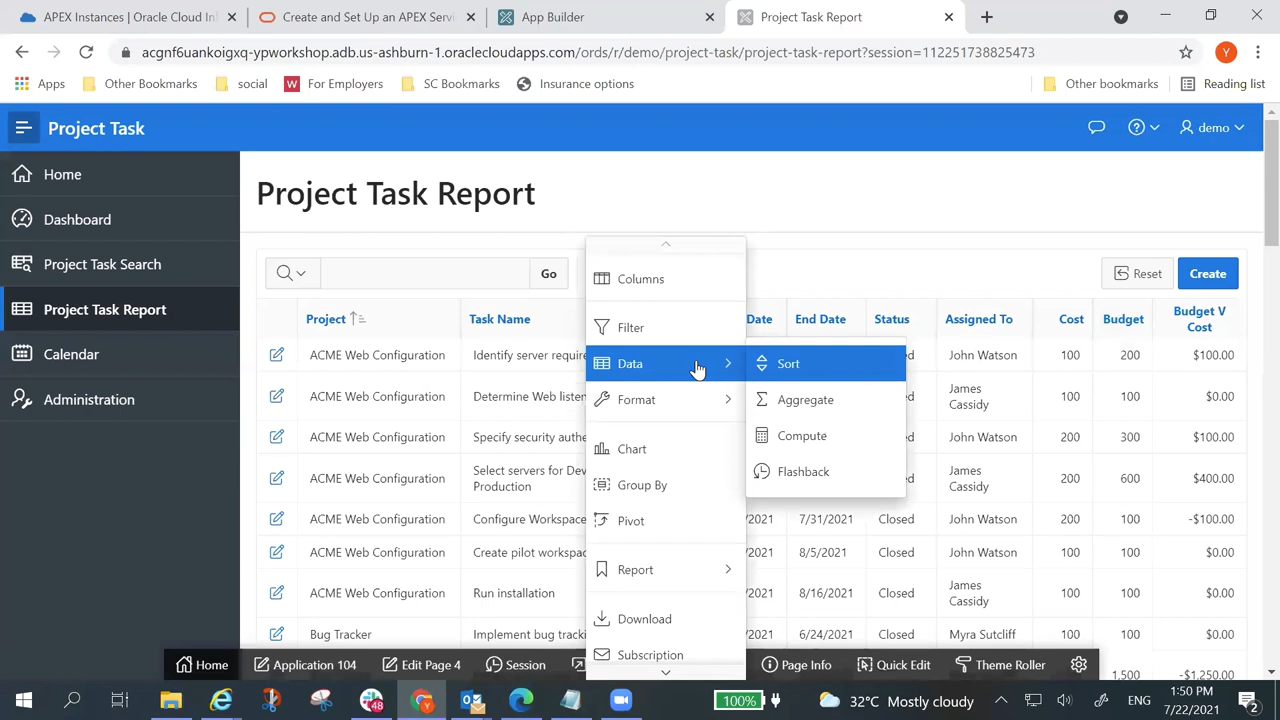 APEX Instances | Oracle Cloud Inf
Create and Set Up an APEX Servi
App Builder
Project Task Report
acgnf6uankoigxq-ypworkshop.adb.us-ashburn-1.oraclecloudapps.com/ords/r/demo/project-task/project-task-report?session=112251738825473
Y
Apps
Other Bookmarks
social
For Employers
SC Bookmarks
Insurance options
Other bookmarks
Reading list
Project Task
demo
Home
Dashboard
Project Task Search
Project Task Report
Calendar
Administration
Project Task Report
Go
Reset
Create
Columns
Filter
Data
Format
Chart
Group By
Pivot
Report
Download
Subscription
Sort
Aggregate
Compute
Flashback
Project
Task Name
Date
End Date
Status
Assigned To
Cost
Budget
Budget V
Cost
ACME Web Configuration
Identify server require
John Watson
100
200
$100.00
ACME Web Configuration
Determine Web listen
James
Cassidy
100
100
$0.00
ACME Web Configuration
Specify security authe
John Watson
200
300
$100.00
ACME Web Configuration
Select servers for Dev
Production
James
Cassidy
200
600
$400.00
ACME Web Configuration
Configure Workspace
/2021
7/31/2021
Closed
John Watson
200
100
-$100.00
ACME Web Configuration
Create pilot workspac
/2021
8/5/2021
Closed
John Watson
100
100
$0.00
ACME Web Configuration
Run installation
/2021
8/16/2021
Closed
James
Cassidy
100
100
$0.00
Bug Tracker
Implement bug tracki
/2021
6/24/2021
Closed
Myra Sutcliff
100
100
$0.00
1,500
-$1,250.00
Home
Application 104
Edit Page 4
Session
Page Info
Quick Edit
Theme Roller
48
100%
32°C Mostly cloudy
ENG
1:50 PM
7/22/2021
2